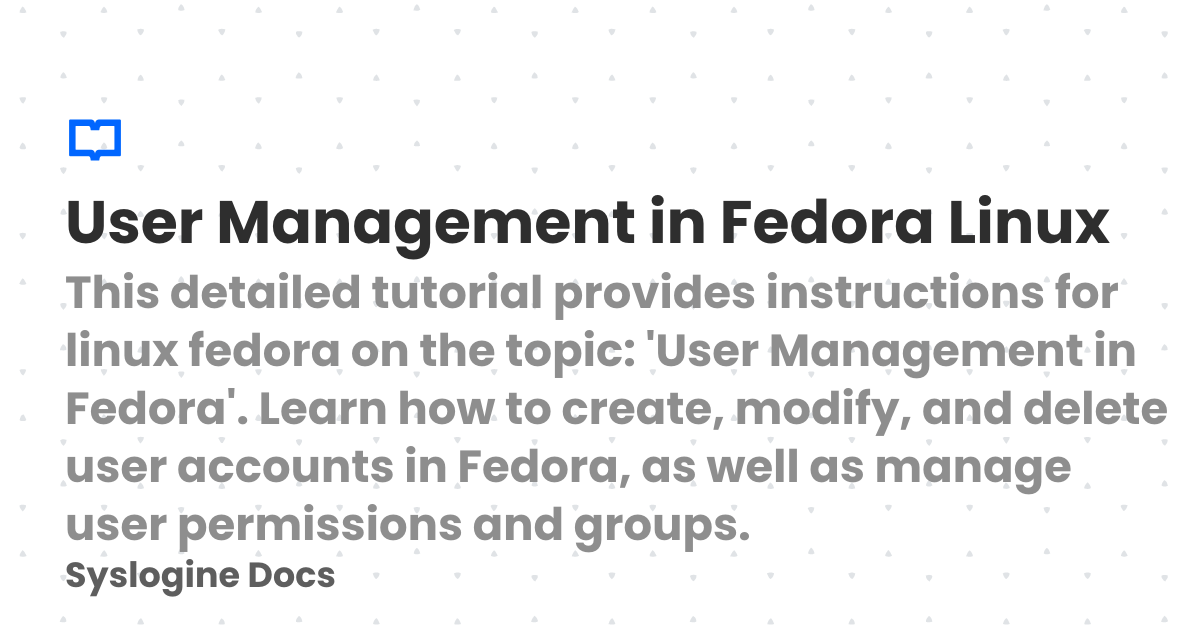 User Management in Fedora Linux
This detailed tutorial provides instructions for
linux fedora on the topic: 'User Management in
Fedora'. Learn how to create, modify, and delete
user accounts in Fedora, as well as manage
user permissions and groups.
Syslogine Docs